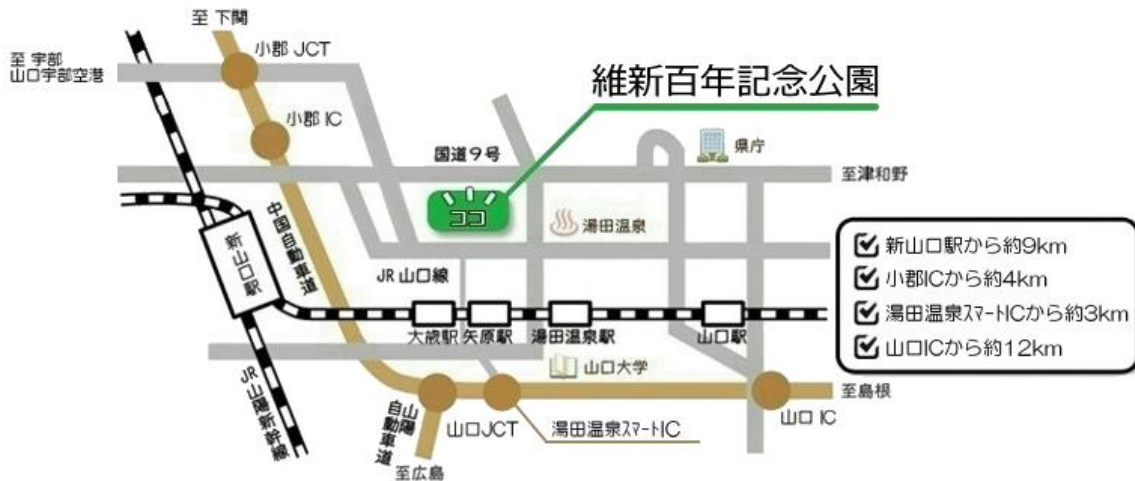 至 下関
小郡 JCT
至 宇部
山口宇部空港
維新百年記念公園
小郡 IC
国道9号
県庁
至津和野
ココ
湯田温泉
中国自動車道
新山口駅
JR 山口線
新山口駅から約9km
小郡ICから約4km
湯田温泉ｽﾏｰﾄICから約3km
山口ICから約12km
大歳駅
矢原駅
湯田温泉駅
山口駅
山口大学
JR山陽新幹線
至島根
山陽
自動車道
山口JCT
湯田温泉ｽﾏｰﾄIC
山口 IC
至広島